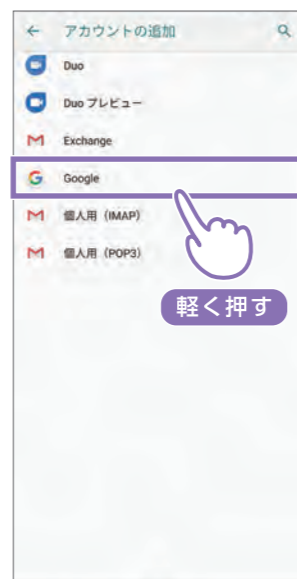 アカウントの追加
Duo
Duo プレビュー
Exchange
Google
個人用（IMAP）
個人用（POP3）
軽く押す